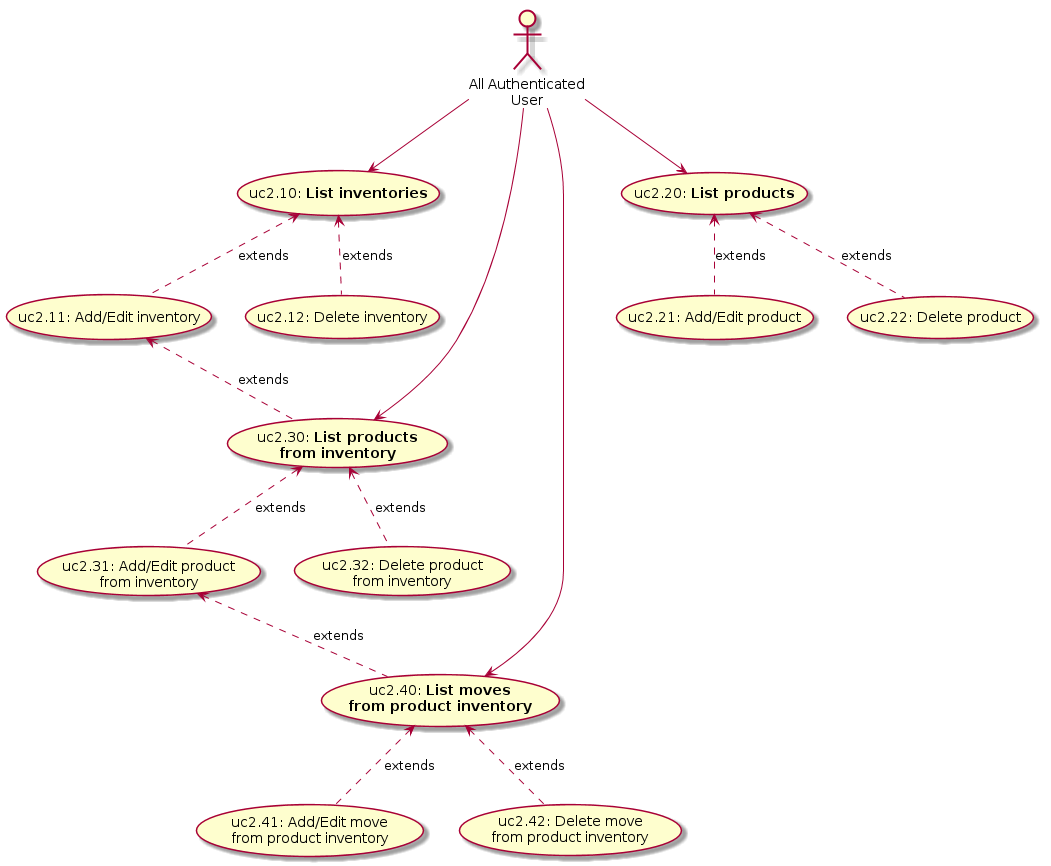 All Authenticated
User
uc2.10: List inventories
uc2.20: List products
extends
extends
extends
extends
uc2.11: Add/Edit inventory
uc2.12: Delete inventory
uc2.21: Add/Edit product
uc2.22: Delete product
extends
uc2.30: List products
from inventory
extends
extends
uc2.31: Add/Edit product
from inventory
uc2.32: Delete product
from inventory
extends
uc2.40: List moves
from product inventory
extends
extends
uc2.41: Add/Edit move
from product inventory
uc2.42: Delete move
from product inventory